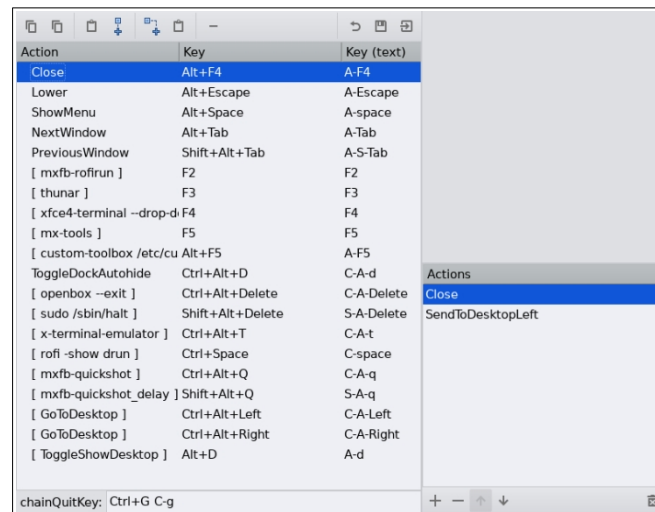 Action Key Key (text)
Close Alt+F4 A-F4
Lower Alt+Escape A-Escape
ShowMenu Alt+Space A-space
NextWindow Alt+Tab A-Tab
PreviousWindow Shift+Alt+Tab A-S-Tab
[ mxfb-rofirun ] F2 F2
[ thunar ] F3 F3
[ xfce4-terminal --drop-d F4 F4
[ mx-tools ] F5 F5
[ custom-toolbox /etc/cu Alt+F5 A-F5
ToggleDockAutohide Ctrl+Alt+D C-A-d
[ openbox --exit ] Ctrl+Alt+Delete C-A-Delete
[ sudo /sbin/halt ] Shift+Alt+Delete S-A-Delete
[ x-terminal-emulator ] Ctrl+Alt+T C-A-t
[ rofi -show drun ] Ctrl+Space C-space
[ mxfb-quickshot ] Ctrl+Alt+Q C-A-q
[ mxfb-quickshot_delay ] Shift+Alt+Q S-A-q
[ GoToDesktop ] Ctrl+Alt+Left C-A-Left
[ GoToDesktop ] Ctrl+Alt+Right C-A-Right
[ ToggleShowDesktop ] Alt+D A-d
chainQuitKey: Ctrl+G C-g
Actions
Close
SendToDesktopLeft